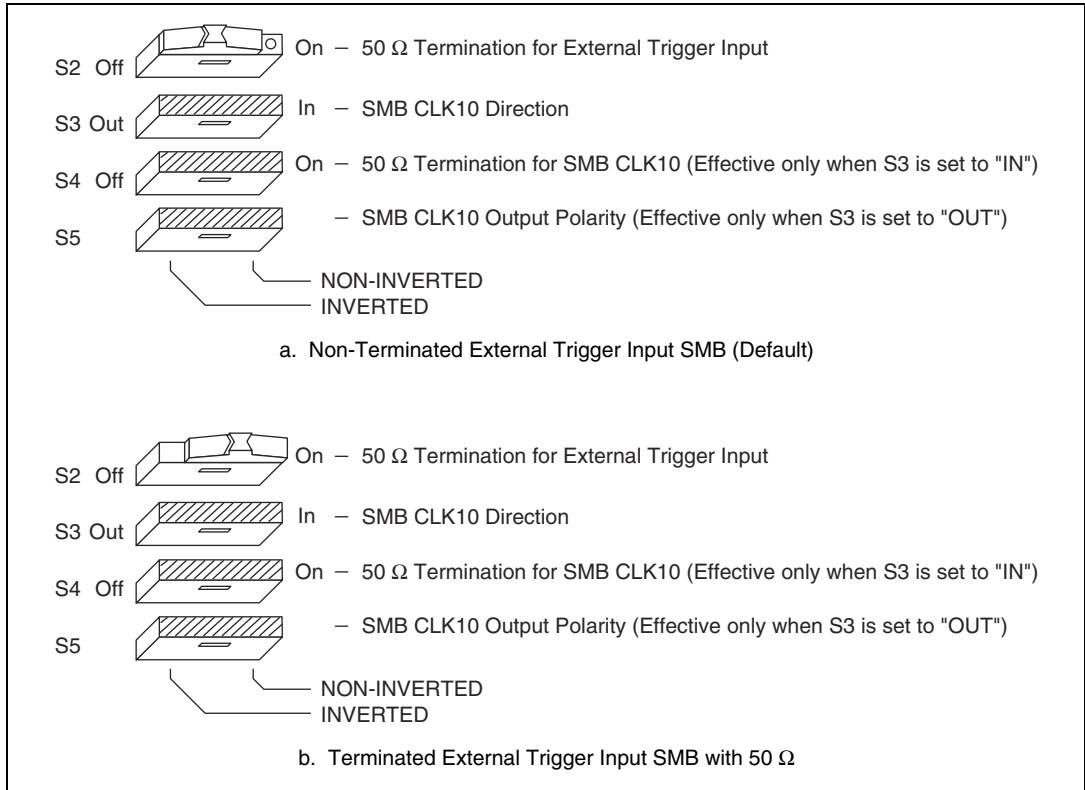 S2 Off On – 50 Ω Termination for External Trigger Input
S3 Out In – SMB CLK10 Direction
S4 Off On – 50 Ω Termination for SMB CLK10 (Effective only when S3 is set to "IN")
S5 – SMB CLK10 Output Polarity (Effective only when S3 is set to "OUT")
NON-INVERTED
INVERTED
a. Non-Terminated External Trigger Input SMB (Default)
S2 Off On – 50 Ω Termination for External Trigger Input
S3 Out In – SMB CLK10 Direction
S4 Off On – 50 Ω Termination for SMB CLK10 (Effective only when S3 is set to "IN")
S5 – SMB CLK10 Output Polarity (Effective only when S3 is set to "OUT")
NON-INVERTED
INVERTED
b. Terminated External Trigger Input SMB with 50 Ω